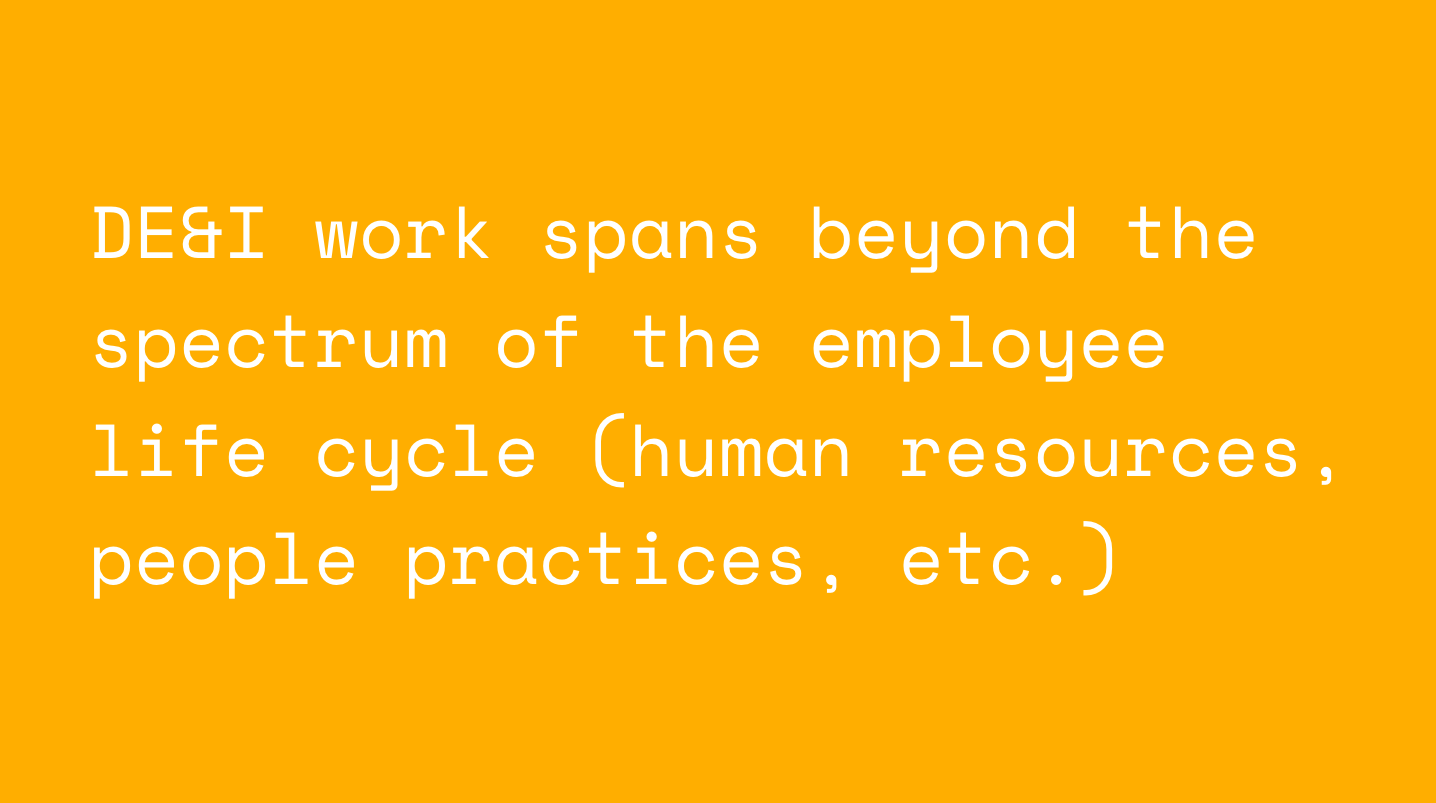 DE&I work spans beyond the
spectrum of the employee
life cycle (human resources,
people practices, etc.)